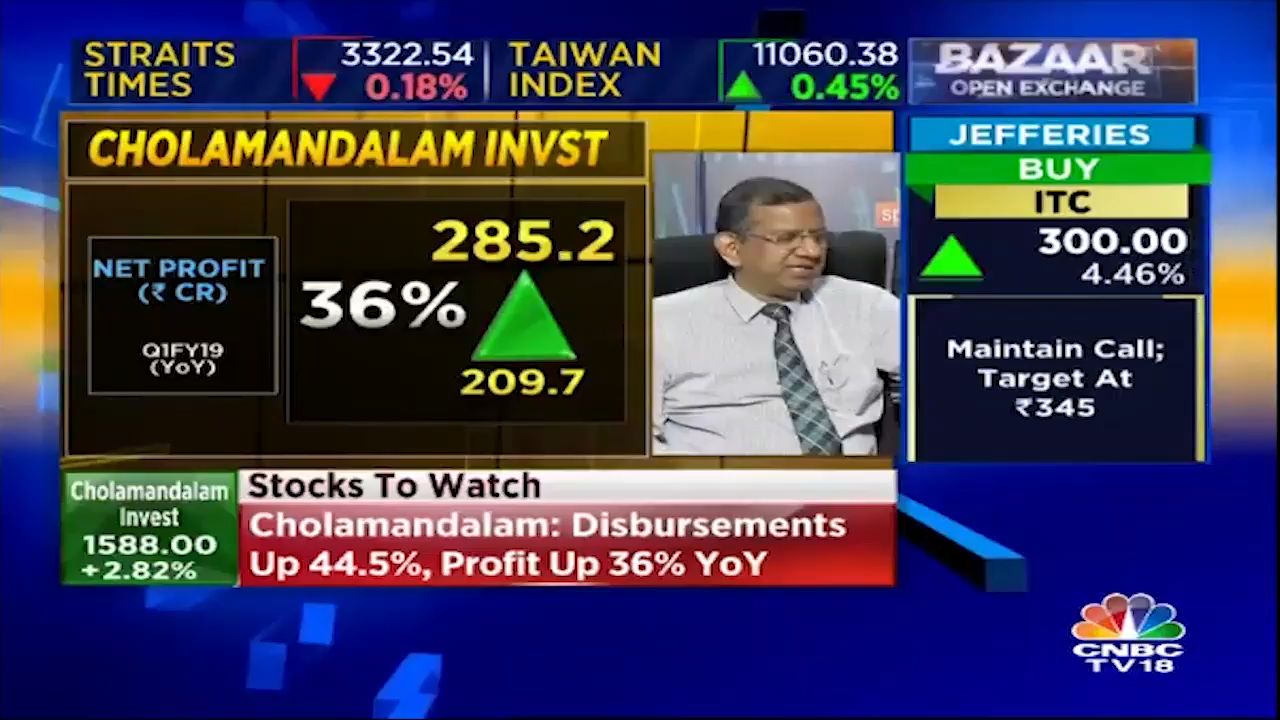 STRAITS
TIMES
3322.54
0.18%
TAIWAN
INDEX
11060.38
0.45%
BAZAAR
OPEN EXCHANGE
CHOLAMANDALAM INVST
NET PROFIT
(₹ CR)
Q1FY19
(YoY)
285.2
36%
209.7
JEFFERIES
BUY
ITC
300.00
4.46%
Maintain Call;
Target At
₹345
Cholamandalam
Invest
1588.00
+2.82%
Stocks To Watch
Cholamandalam: Disbursements
Up 44.5%, Profit Up 36% YoY
CNBC
TV18